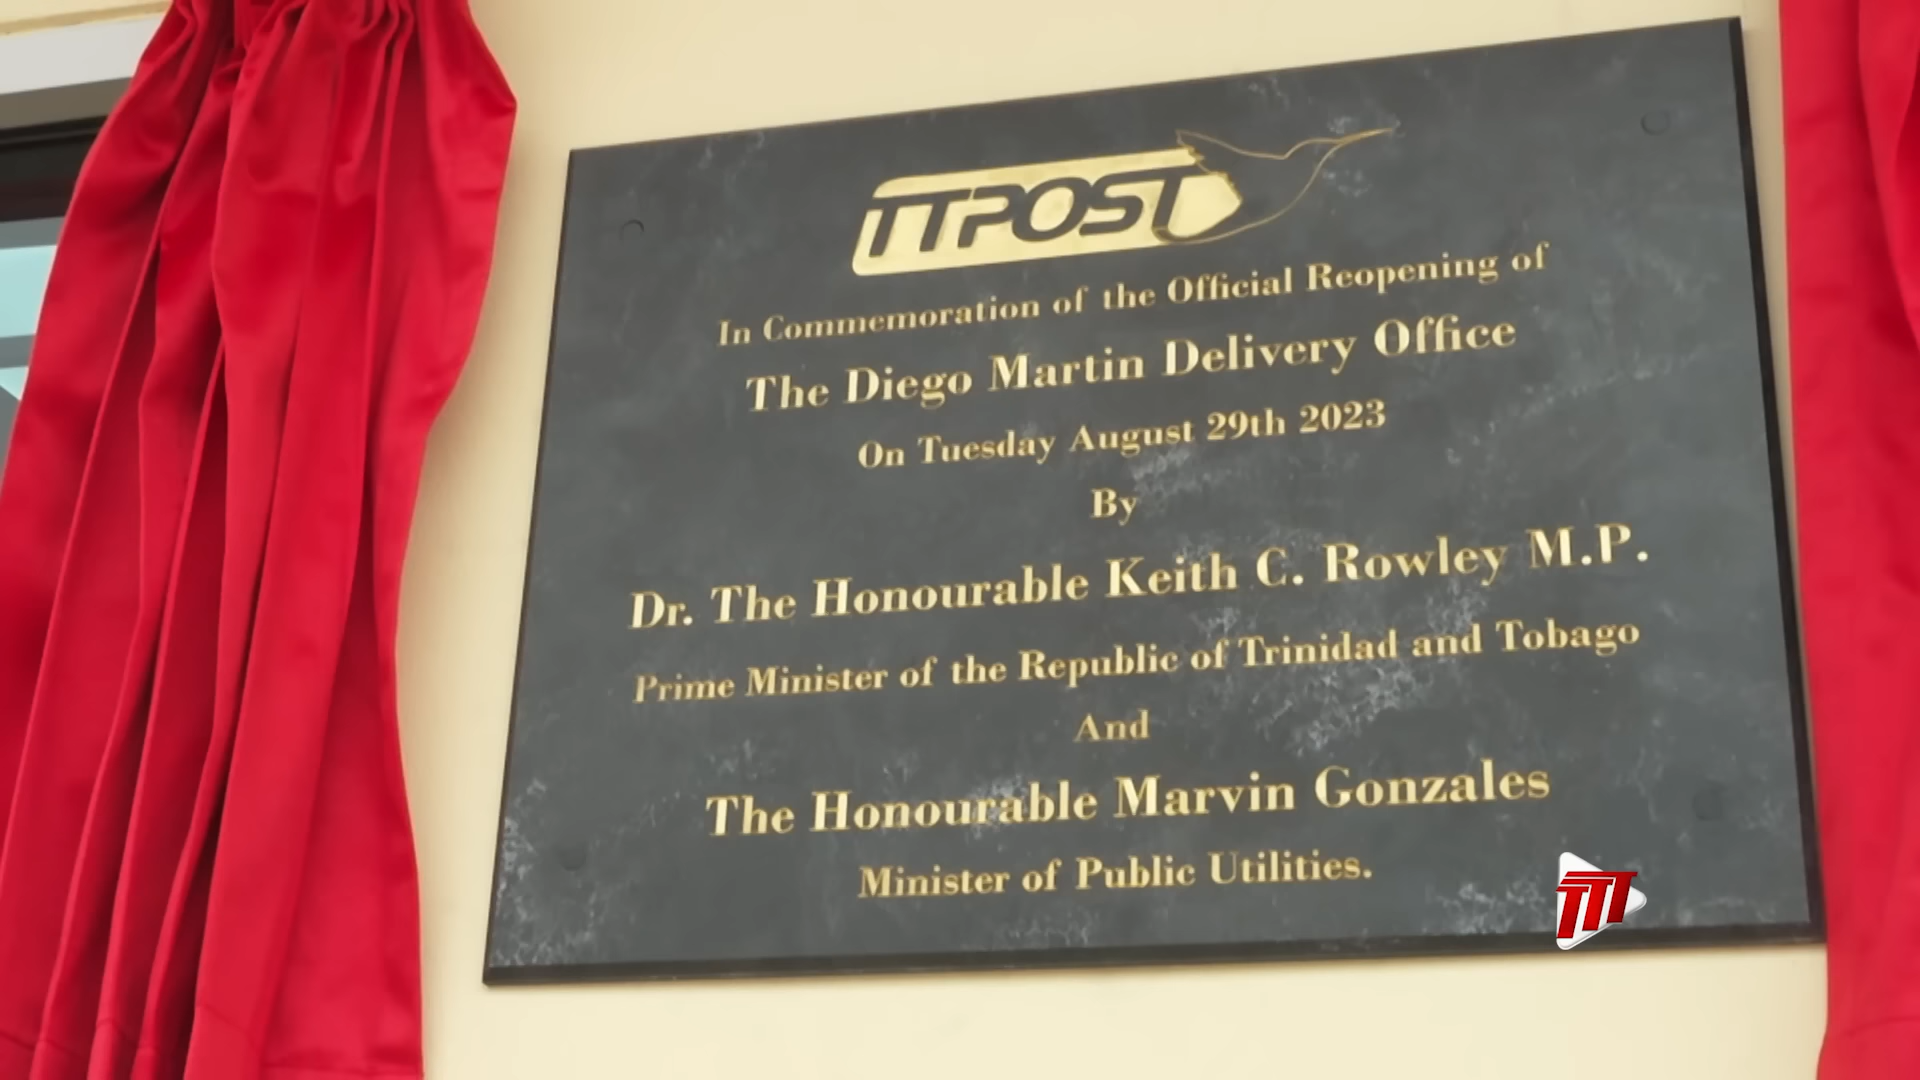 TTPOST
In Commemoration of the Official Reopening of
The Diego Martin Delivery Office
On Tuesday August 29th 2023
By
Dr. The Honourable Keith C. Rowley M.P.
Prime Minister of the Republic of Trinidad and Tobago
And
The Honourable Marvin Gonzales
Minister of Public Utilities.
TTT